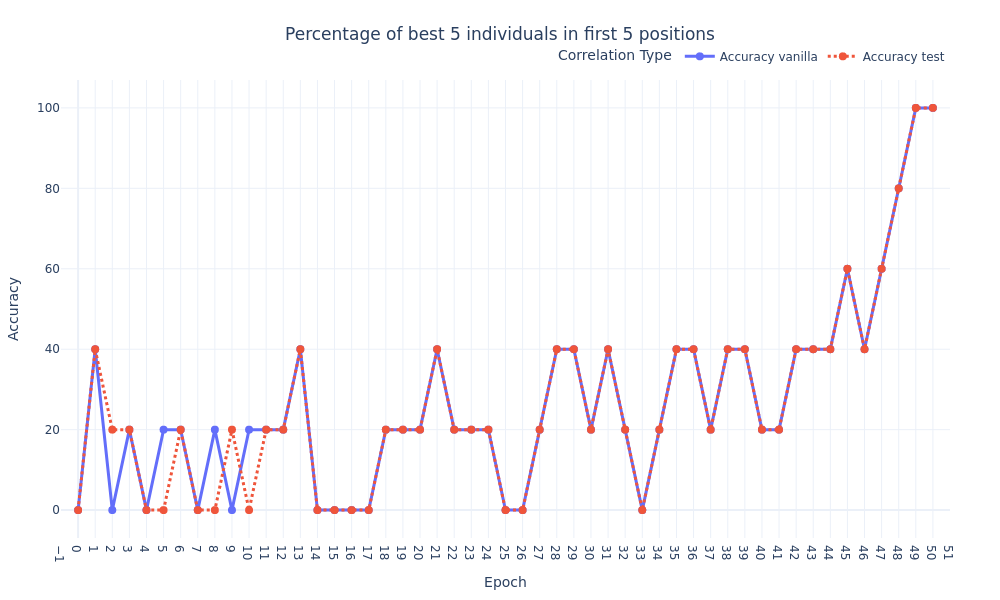 Percentage of best 5 individuals in first 5 positions
Correlation Type Accuracy vanilla Accuracy test
100
80
60
40
20
0
Accuracy
−1 0 1 2 3 4 5 6 7 8 9 10 11 12 13 14 15 16 17 18 19 20 21 22 23 24 25 26 27 28 29 30 31 32 33 34 35 36 37 38 39 40 41 42 43 44 45 46 47 48 49 50 51
Epoch